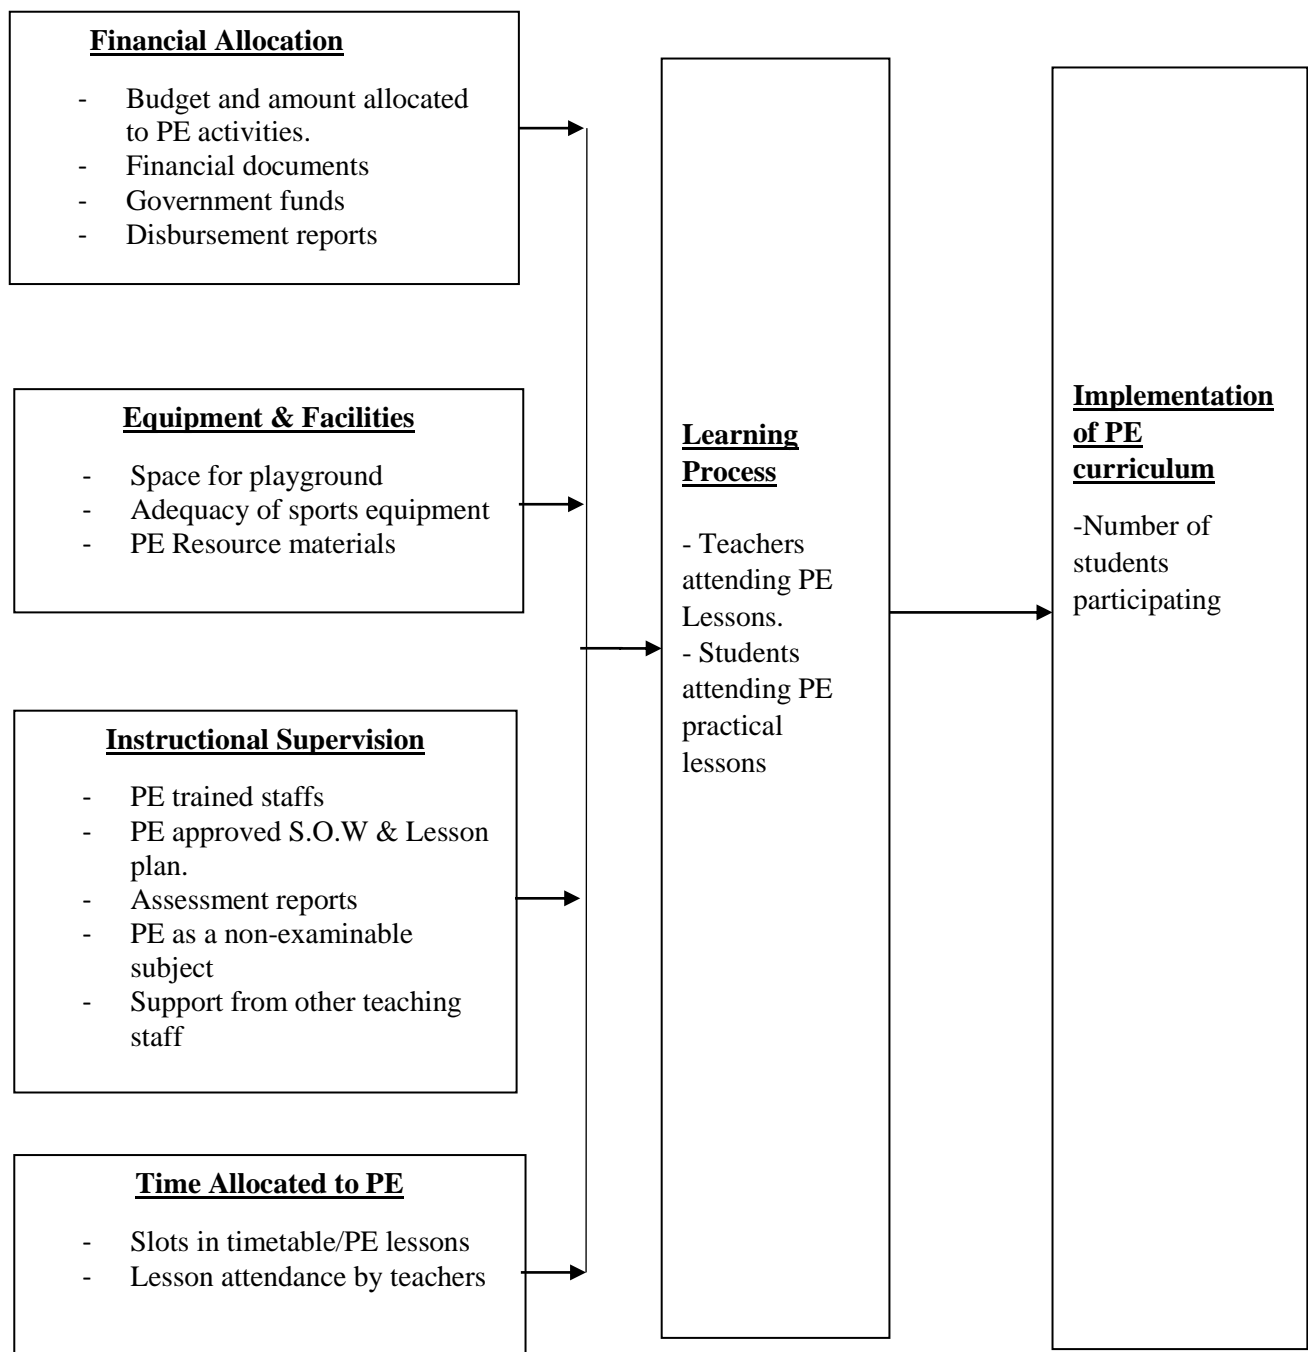 Financial Allocation
- Budget and amount allocated
to PE activities.
- Financial documents
- Government funds
- Disbursement reports
Equipment & Facilities
- Space for playground
- Adequacy of sports equipment
- PE Resource materials
Instructional Supervision
- PE trained staffs
- PE approved S.O.W & Lesson
plan.
- Assessment reports
- PE as a non-examinable
subject
- Support from other teaching
staff
Time Allocated to PE
- Slots in timetable/PE lessons
- Lesson attendance by teachers
Learning
Process
- Teachers
attending PE
Lessons.
- Students
attending PE
practical
lessons
Implementation
of PE
curriculum
-Number of
students
participating